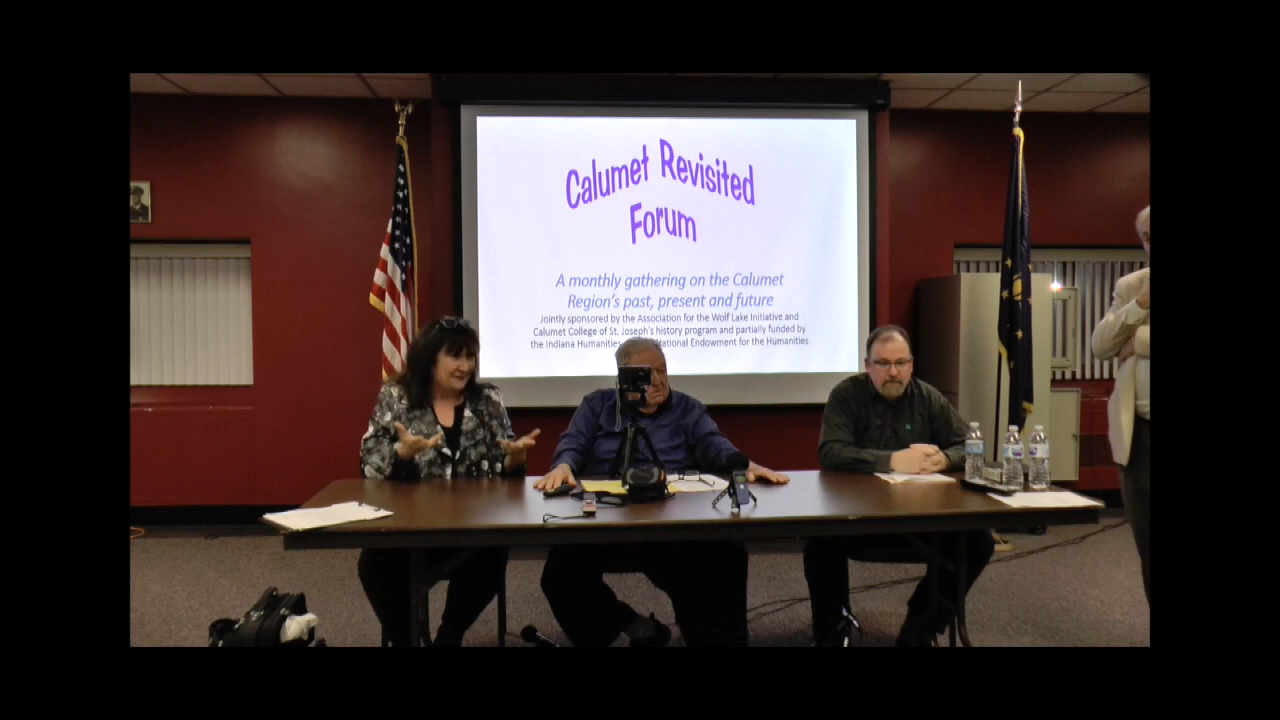 Calumet Revisited
Forum
A monthly gathering on the Calumet
Region's past, present and future
Jointly sponsored by the Association for the Wolf Lake Initiative and
Calumet College of St. Joseph's history program and partially funded by
the Indiana Humities National Endowment for the Humanities